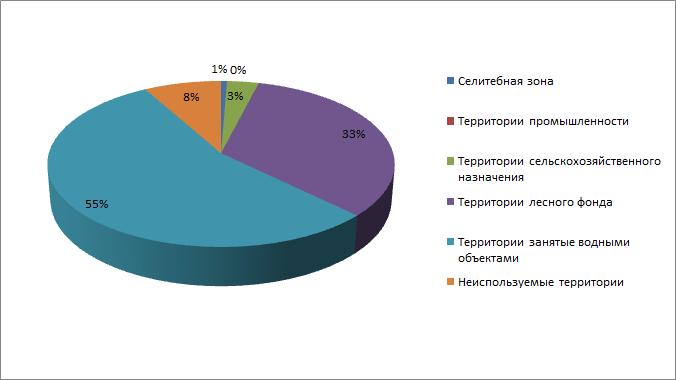 1%
0%
3%
8%
33%
55%
Селитебная зона
Территории промышленности
Территории сельскохозяйственного
назначения
Территории лесного фонда
Территории занятые водными
объектами
Неиспользуемые территории